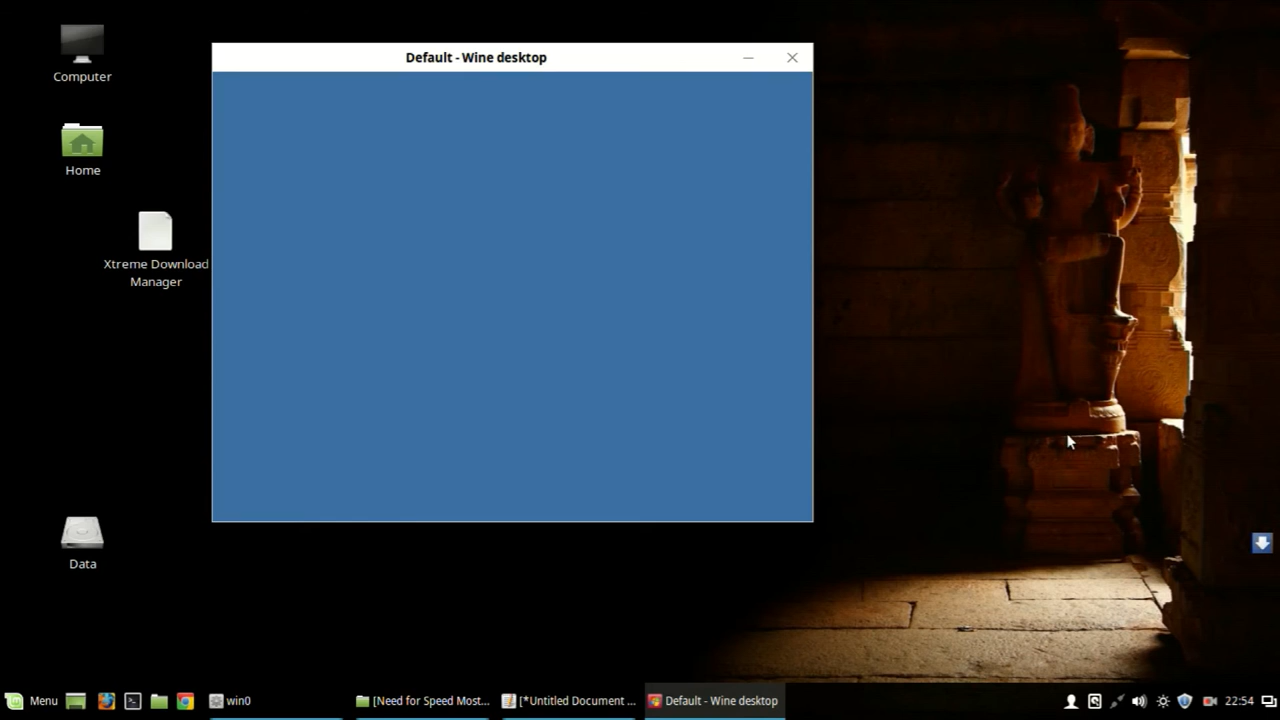 Default - Wine desktop
Computer
Home
Xtreme Download
Manager
Data
Menu
win0
[Need for Speed Most...
[*Untitled Document ...
Default - Wine desktop
22:54